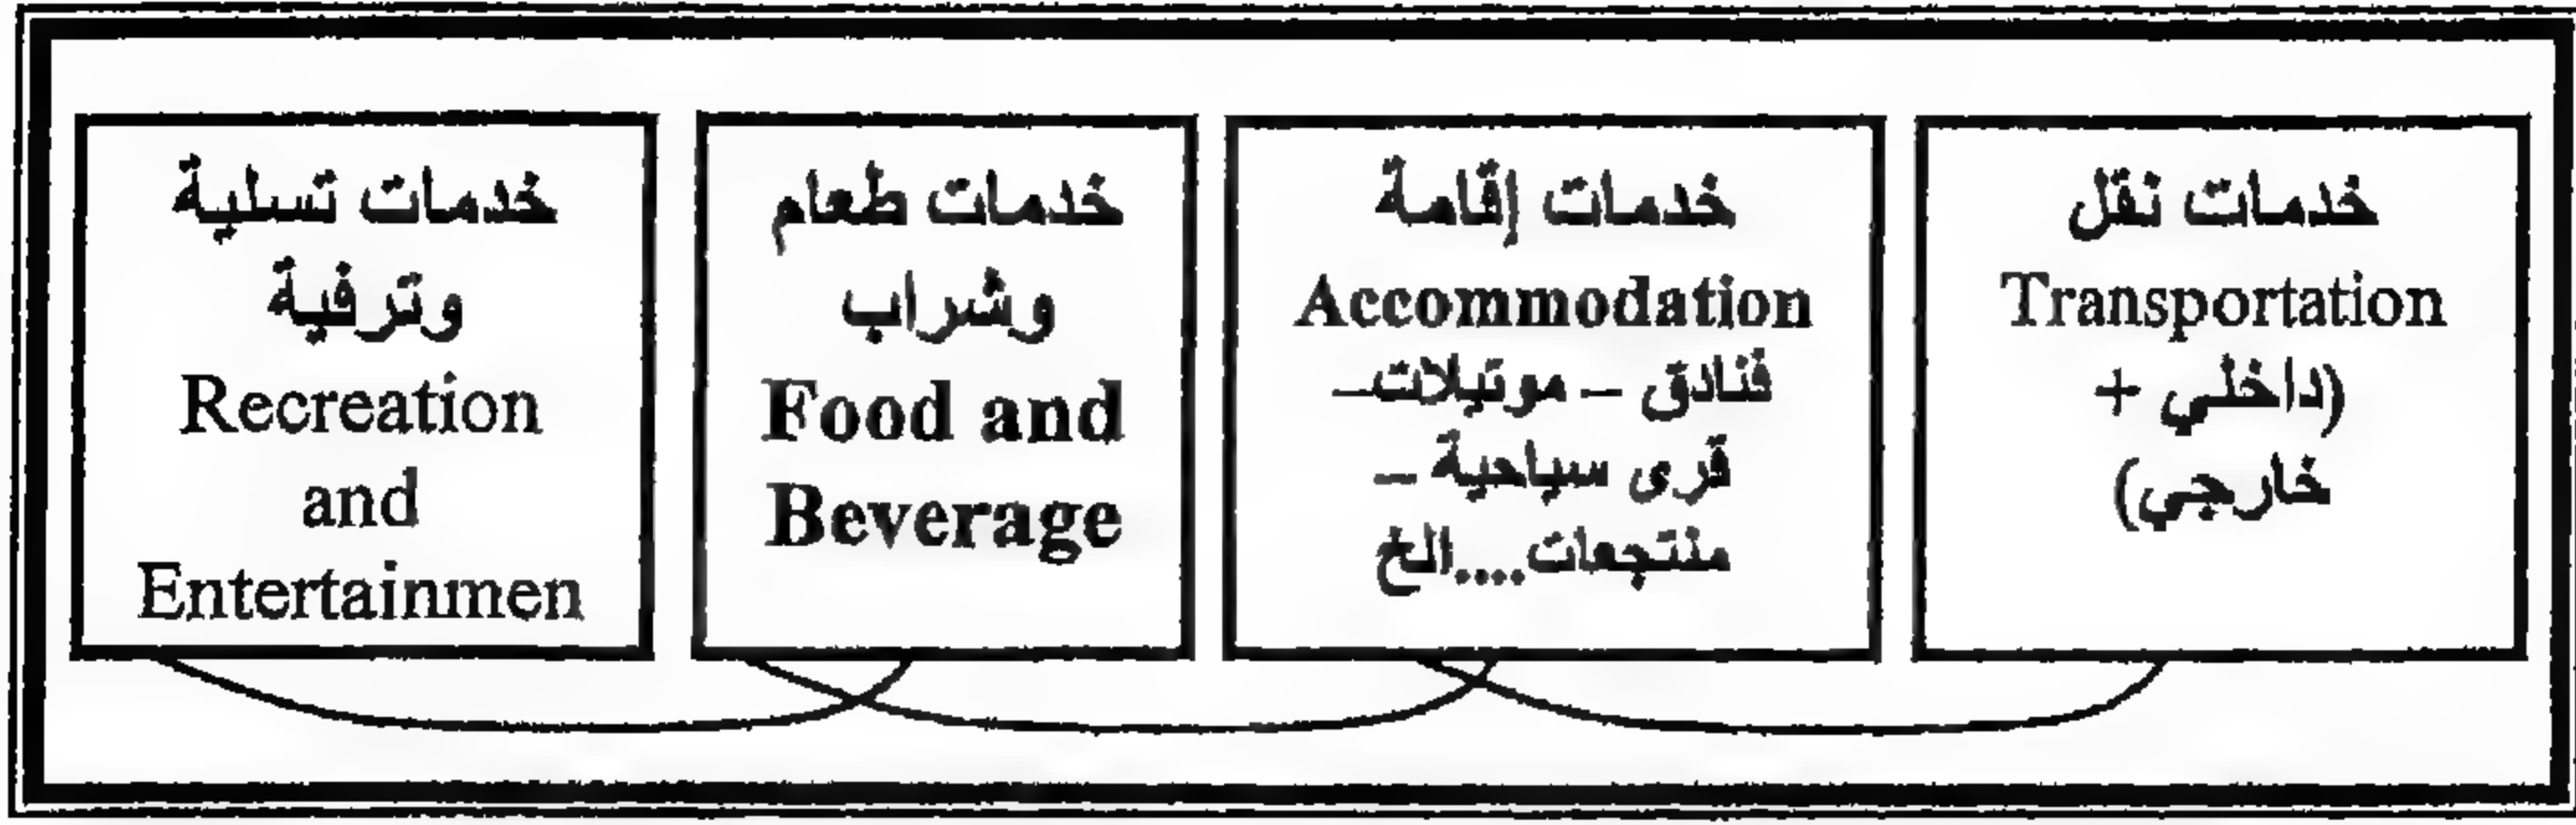 خدمات نقل
Transportation
(داخلي +
خارجي)
خدمات إقامة
Accommodation
فنادق – موتيلات–
قرى سياحية –
منتجعات....الخ
خدمات طعام
وشراب
Food and
Beverage
خدمات تسلية
وترفية
Recreation
and
Entertainmen